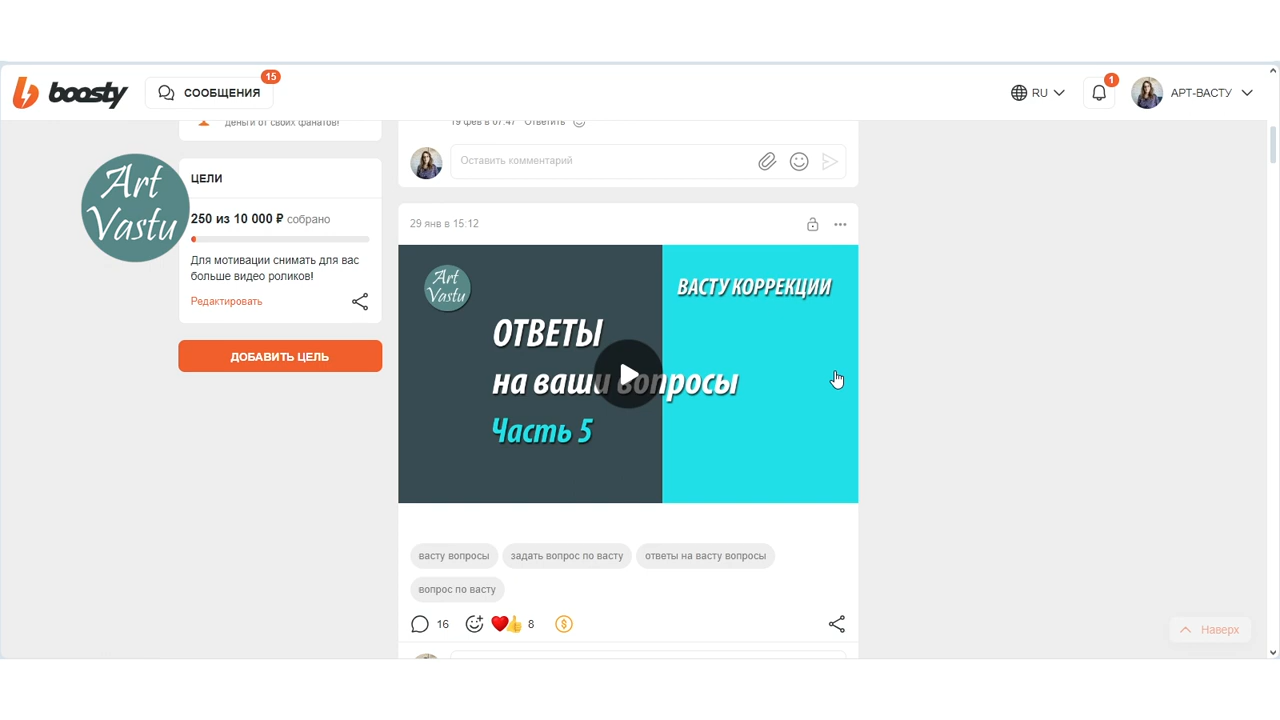 boosty
СООБЩЕНИЯ
15
RU
1
АРТ-ВАСТУ
деньги от своих фанатов!
19 фев в 07:47 Ответить
Оставить комментарий
Art
Vastu
ЦЕЛИ
250 из 10 000 ₽ собрано
Для мотивации снимать для вас
больше видео роликов!
Редактировать
ДОБАВИТЬ ЦЕЛЬ
29 янв в 15:12
Art
Vastu
ВАСТУ КОРРЕКЦИИ
ОТВЕТЫ
на ваши вопросы
Часть 5
васту вопросы
задать вопрос по васту
ответы на васту вопросы
вопрос по васту
16
8
Наверх